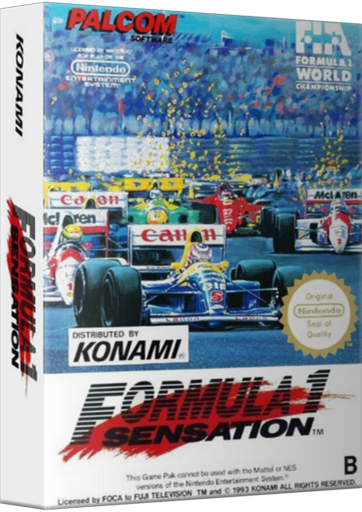 PALCOM
SOFTWARE
LICENSED BY NINTENDO
FOR PLAY ON THE
Nintendo
ENTERTAINMENT
SYSTEM
FIA
FORMULA 1
WORLD
CHAMPIONSHIP
KONAMI
FORMULA 1
SENSATION
Canon
McLaren
McLaren
Canon
Canon
5
DISTRIBUTED BY
KONAMI®
Original
Nintendo
Seal of
Quality
FORMULA 1
SENSATION™
This Game Pak cannot be used with the Mattel or NES
versions of the Nintendo Entertainment System®
B
Licensed by FOCA to FUJI TELEVISION TM and © 1993 KONAMI ALL RIGHTS RESERVED.